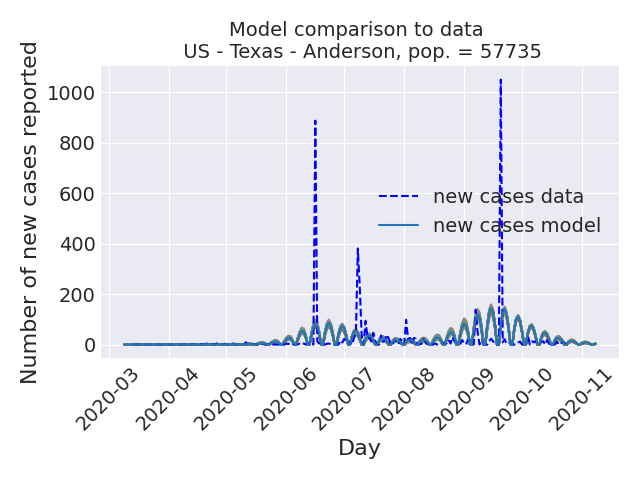 Model comparison to data
US - Texas - Anderson, pop. = 57735
Number of new cases reported
1000
800
600
400
200
0
new cases data
new cases model
2020-03
2020-04
2020-05
2020-06
2020-07
2020-08
2020-09
2020-10
2020-11
Day